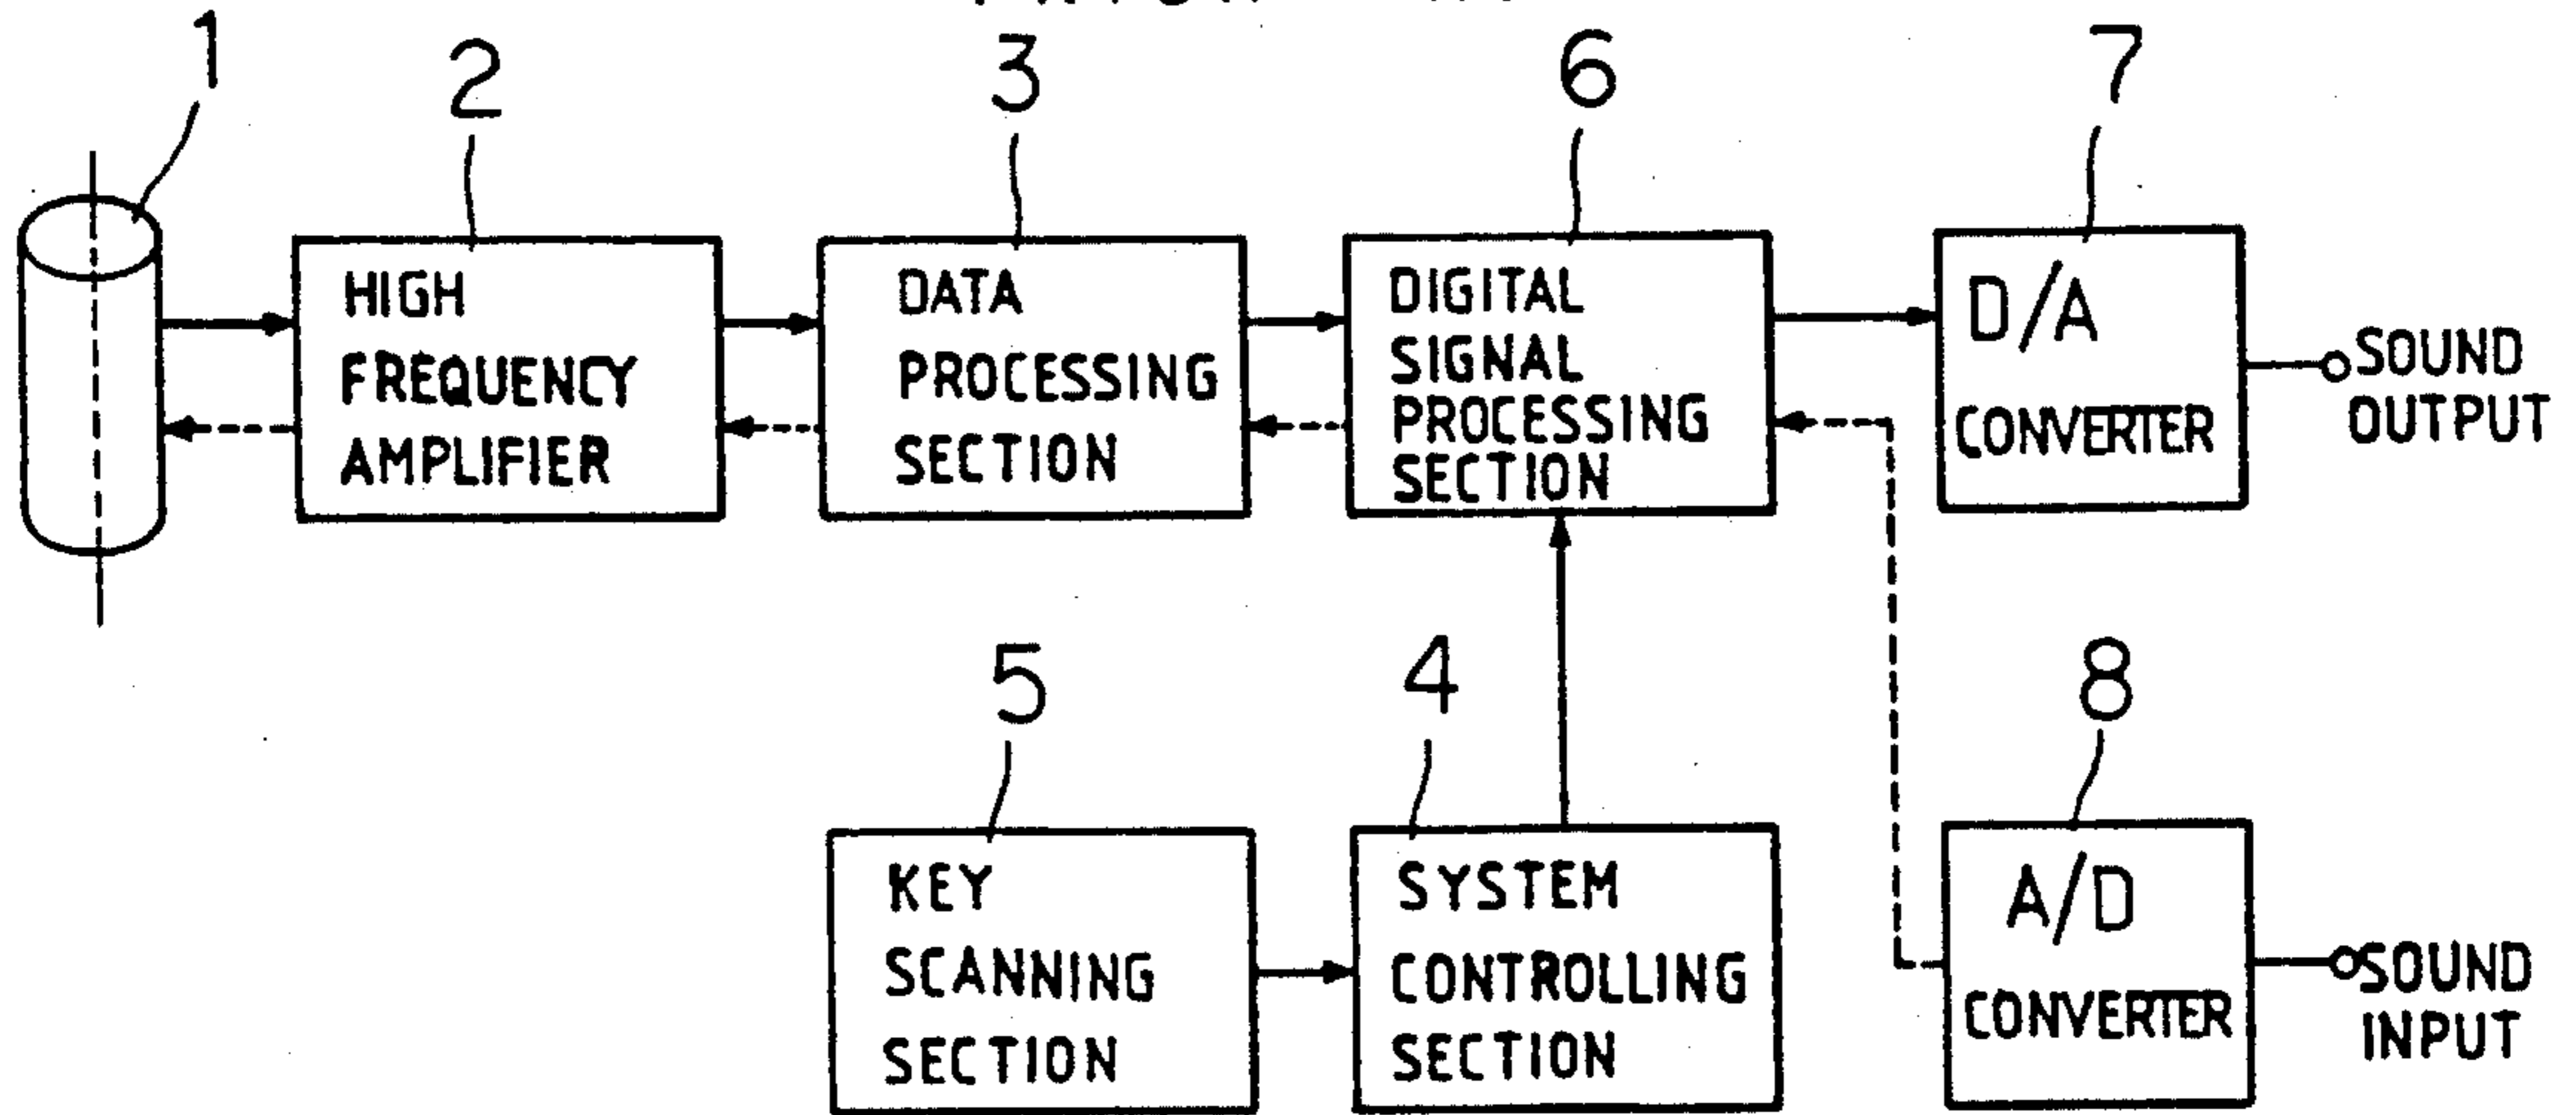 1
2
3
6
7
HIGH
FREQUENCY
AMPLIFIER
DATA
PROCESSING
SECTION
DIGITAL
SIGNAL
PROCESSING
SECTION
D/A
CONVERTER
SOUND
OUTPUT
5
4
8
KEY
SCANNING
SECTION
SYSTEM
CONTROLLING
SECTION
A/D
CONVERTER
SOUND
INPUT